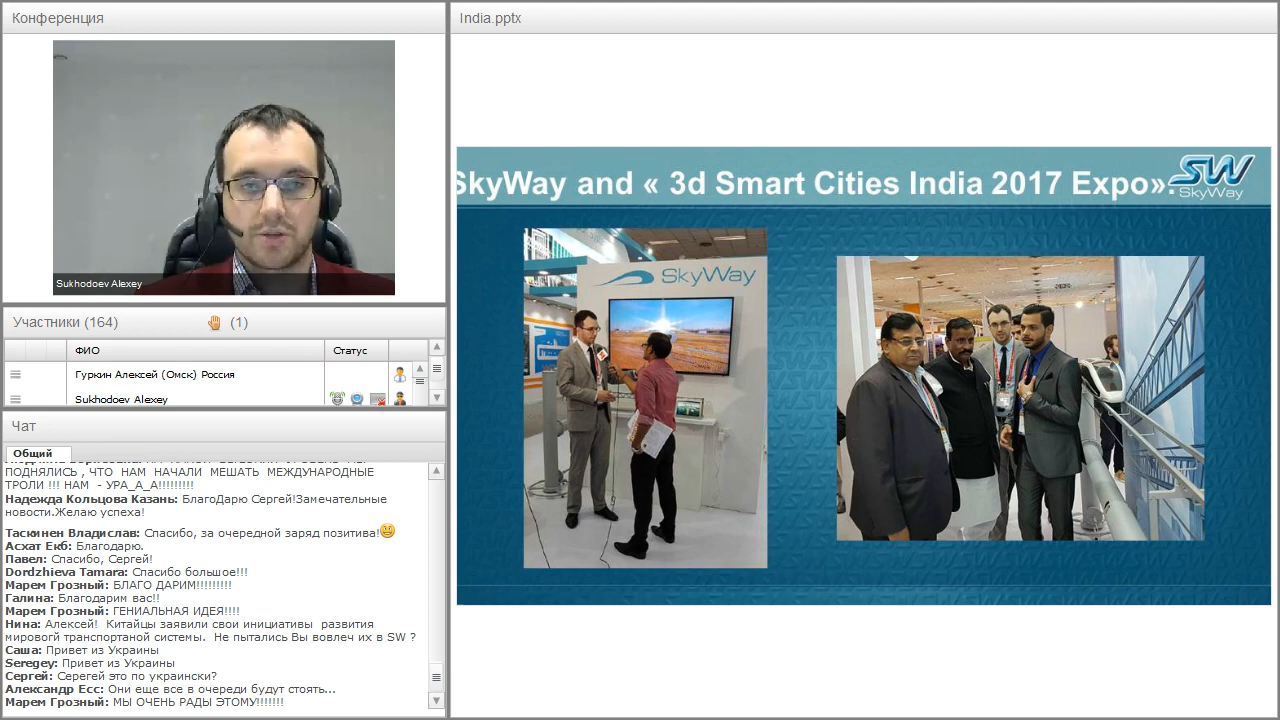 Конференция
Sukhodoev Alexey
Участники (164)
(1)
ФИО
Статус
Гуркин Алексей (Омск) Россия
Sukhodoev Alexey
Чат
Общий
ПОДНЯЛИСЬ , ЧТО НАМ НАЧАЛИ МЕШАТЬ МЕЖДУНАРОДНЫЕ
ТРОЛИ !!! НАМ - УРА_А_А!!!!!!!!!
Надежда Кольцова Казань: БлагоДарю Сергей!Замечательные
новости.Желаю успеха!
Таскинен Владислав: Спасибо, за очередной заряд позитива!
Асхат Екб: Благодарю.
Павел: Спасибо, Сергей!
Dordzhieva Tamara: Спасибо большое!!!
Марем Грозный: БЛАГО ДАРИМ!!!!!!!!!
Галина: Благодарим вас!!
Марем Грозный: ГЕНИАЛЬНАЯ ИДЕЯ!!!!
Нина: Алексей! Китайцы заявили свои инициативы развития
мировогй транспортаной системы. Не пытались Вы вовлеч их в SW ?
Саша: Привет из Украины
Seregey: Привет из Украины
Сергей: Серегей это по украински?
Александр Есс: Они еще все в очереди будут стоять...
Марем Грозный: МЫ ОЧЕНЬ РАДЫ ЭТОМУ!!!!!!!
India.pptx
SkyWay and « 3d Smart Cities India 2017 Expo».
SW
SkyWay
SkyWay